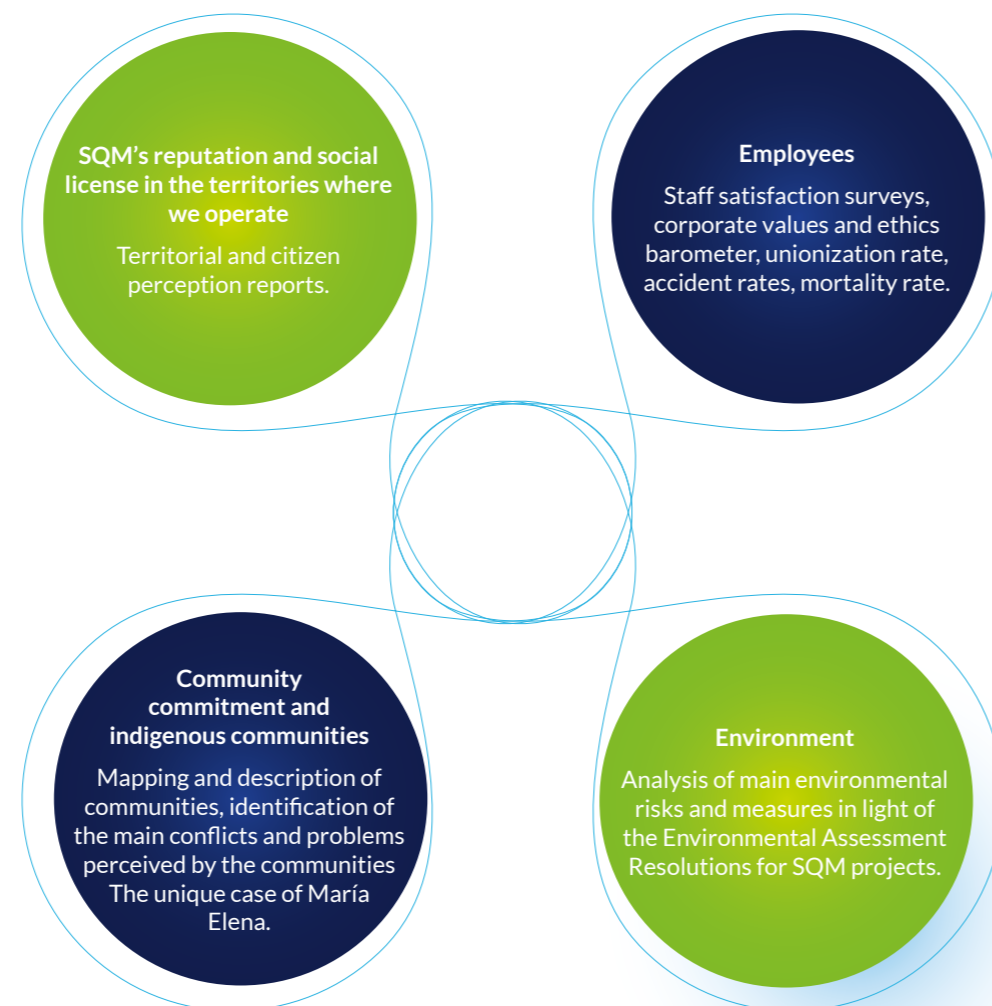 SQM’s reputation and social
license in the territories where
we operate
Territorial and citizen
perception reports.
Employees
Staff satisfaction surveys,
corporate values and ethics
barometer, unionization rate,
accident rates, mortality rate.
Community
commitment and
indigenous communities
Mapping and description of
communities, identification of
the main conflicts and problems
perceived by the communities
The unique case of María
Elena.
Environment
Analysis of main environmental
risks and measures in light of
the Environmental Assessment
Resolutions for SQM projects.